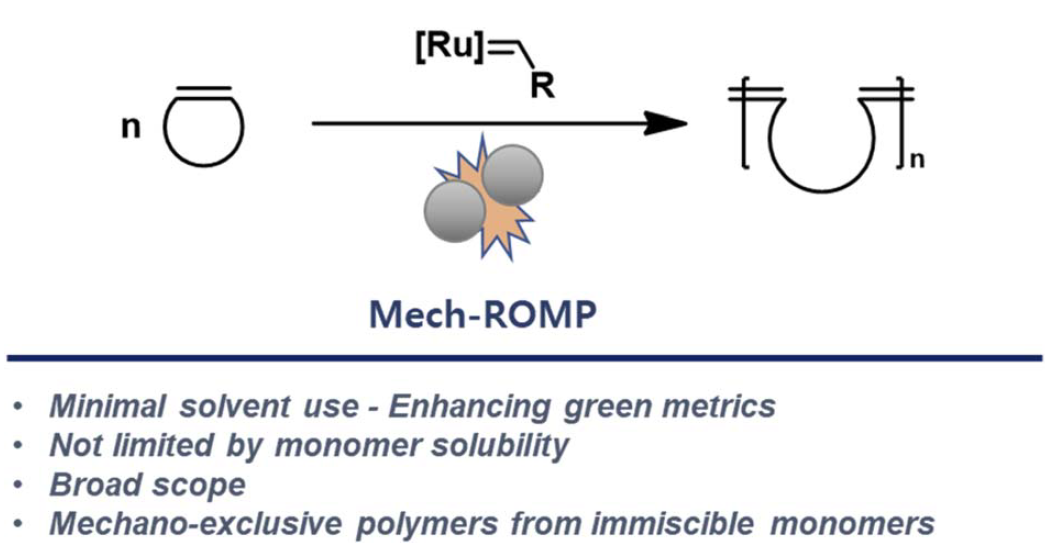 [Ru]
R
n
n
Mech-ROMP
• Minimal solvent use - Enhancing green metrics
• Not limited by monomer solubility
• Broad scope
• Mechano-exclusive polymers from immiscible monomers